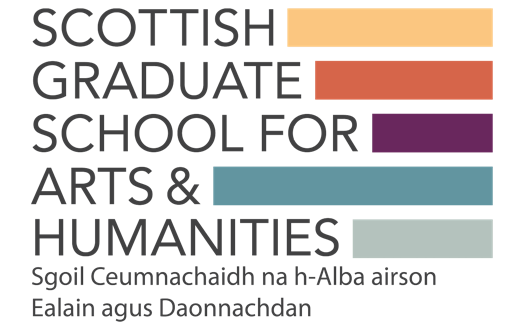 SCOTTISH
GRADUATE
SCHOOL FOR
ARTS &
HUMANITIES
Sgoil Ceumnachaidh na h-Alba airson
Ealain agus Daonnachdan